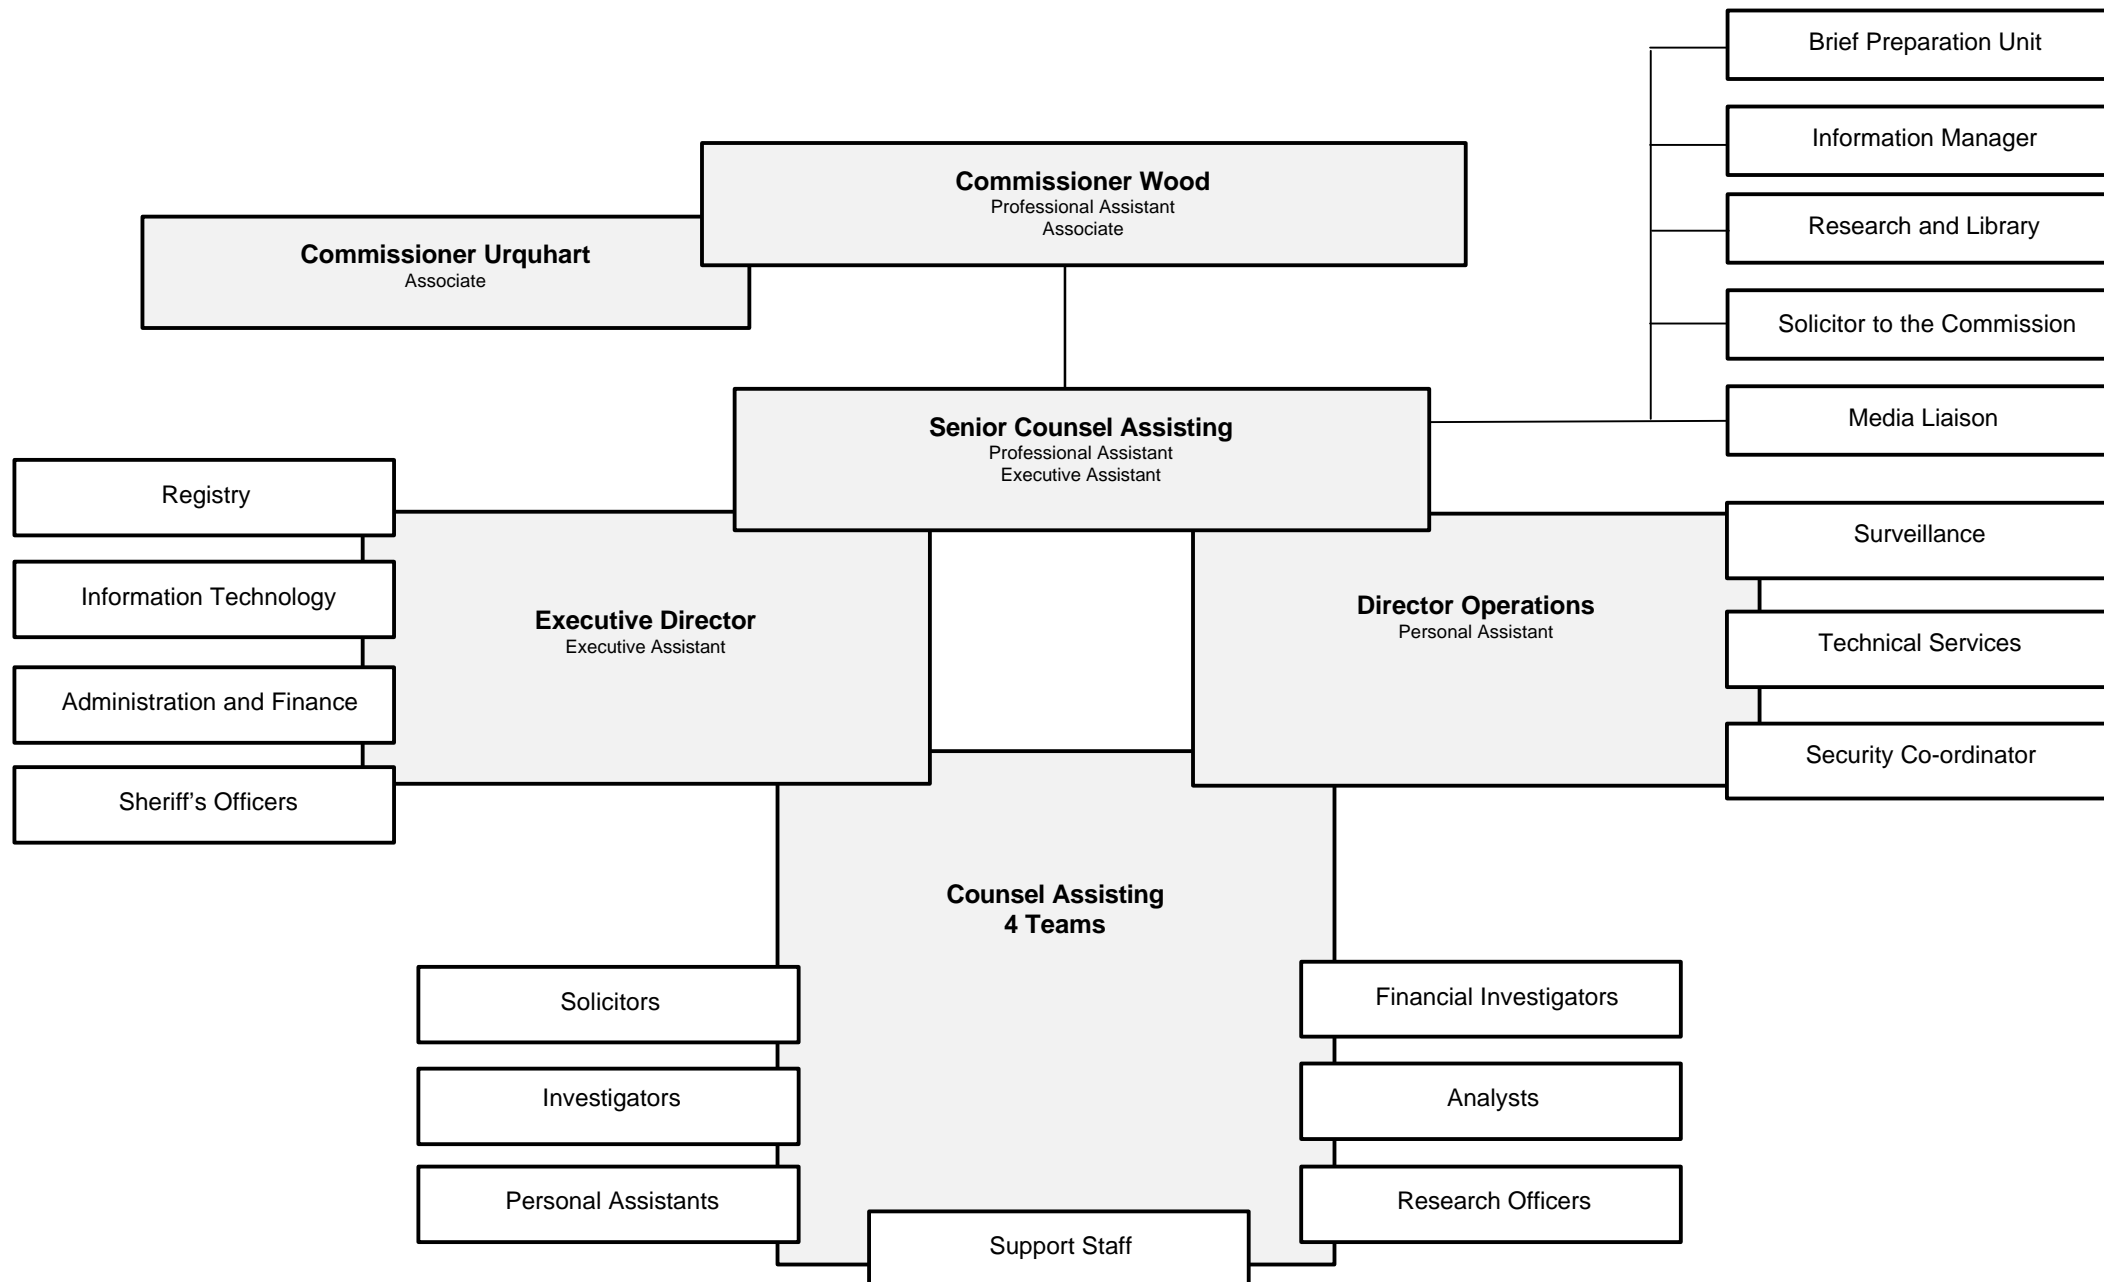 Brief Preparation Unit
Information Manager
Commissioner Wood
Professional Assistant
Associate
Research and Library
Commissioner Urquhart
Associate
Solicitor to the Commission
Senior Counsel Assisting
Professional Assistant
Executive Assistant
Media Liaison
Registry
Information Technology
Administration and Finance
Sheriff’s Officers
Executive Director
Executive Assistant
Director Operations
Personal Assistant
Surveillance
Technical Services
Security Co-ordinator
Counsel Assisting
4 Teams
Solicitors
Investigators
Personal Assistants
Financial Investigators
Analysts
Research Officers
Support Staff